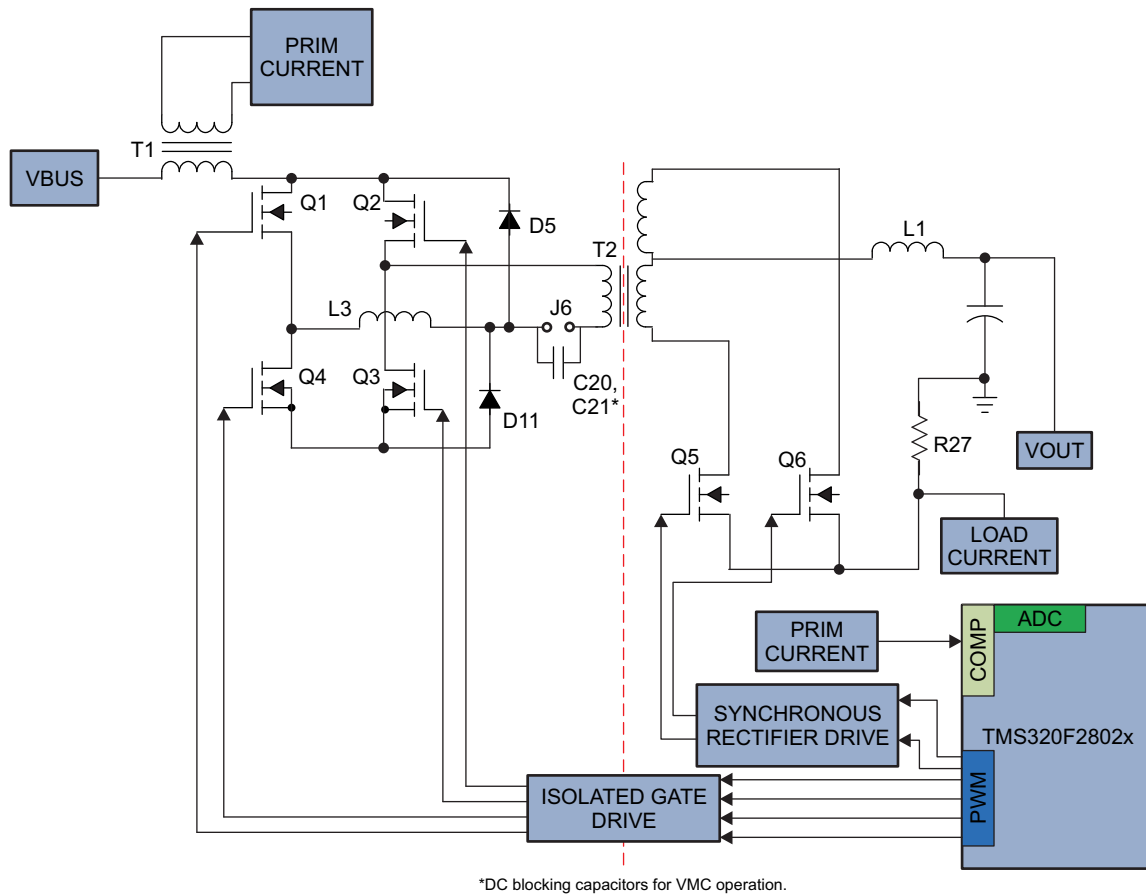 PRIM
CURRENT
T1
VBUS
Q1
Q2
D5
T2
L1
L3
J6
Q4
Q3
C20,
C21*
D11
R27
VOUT
Q5
Q6
LOAD
CURRENT
PRIM
CURRENT
COMP
ADC
SYNCHRONOUS
RECTIFIER DRIVE
TMS320F2802x
PWM
ISOLATED GATE
DRIVE
*DC blocking capacitors for VMC operation.